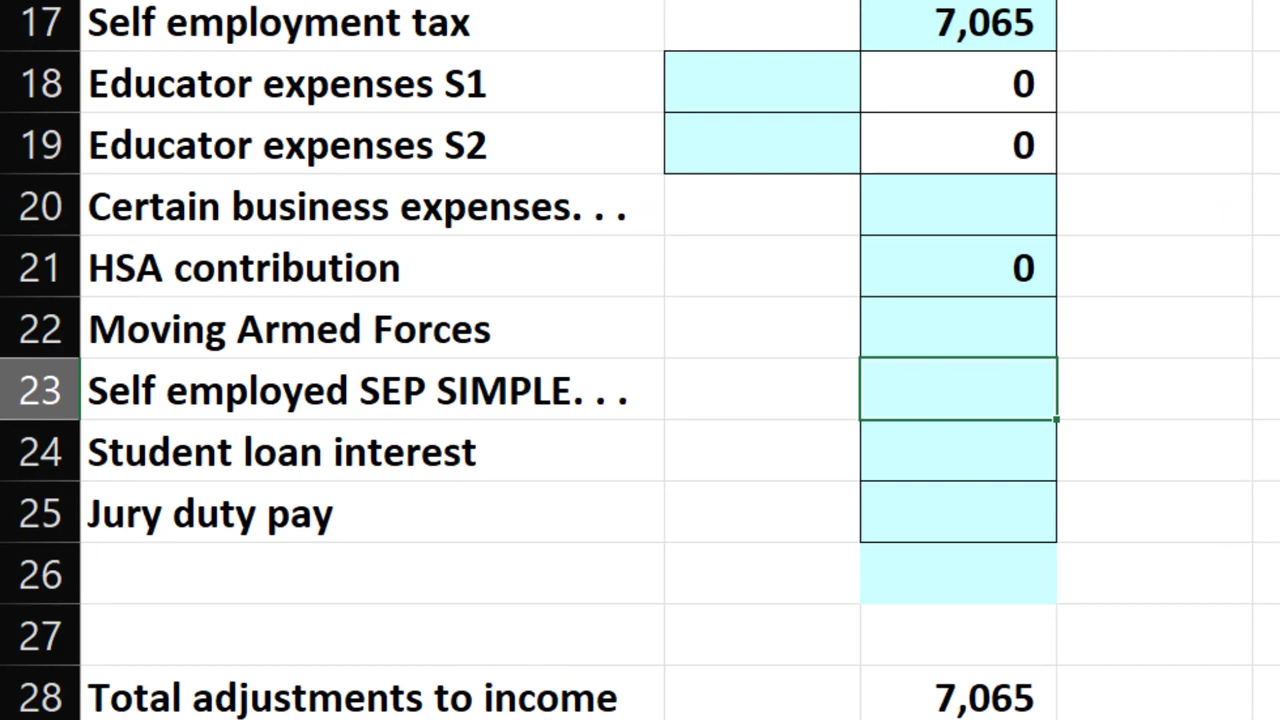 17 Self employment tax 7,065
18 Educator expenses S1 0
19 Educator expenses S2 0
20 Certain business expenses. . .
21 HSA contribution 0
22 Moving Armed Forces
23 Self employed SEP SIMPLE. . .
24 Student loan interest
25 Jury duty pay
26
27
28 Total adjustments to income 7,065